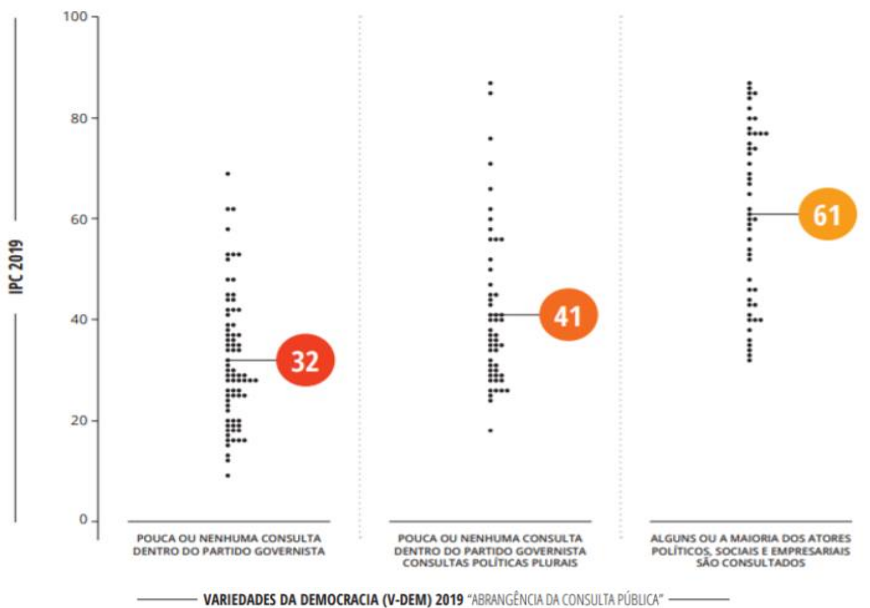 100
80
60
40
20
0
IPC 2019
32
41
61
POUCA OU NENHUMA CONSULTA
DENTRO DO PARTIDO GOVERNISTA
POUCA OU NENHUMA CONSULTA
DENTRO DO PARTIDO GOVERNISTA
CONSULTAS POLÍTICAS PLURAIS
ALGUNS OU A MAIORIA DOS ATORES
POLÍTICOS, SOCIAIS E EMPRESARIAIS
SÃO CONSULTADOS
VARIEDADES DA DEMOCRACIA (V-DEM) 2019 “ABRANGÊNCIA DA CONSULTA PÚBLICA”